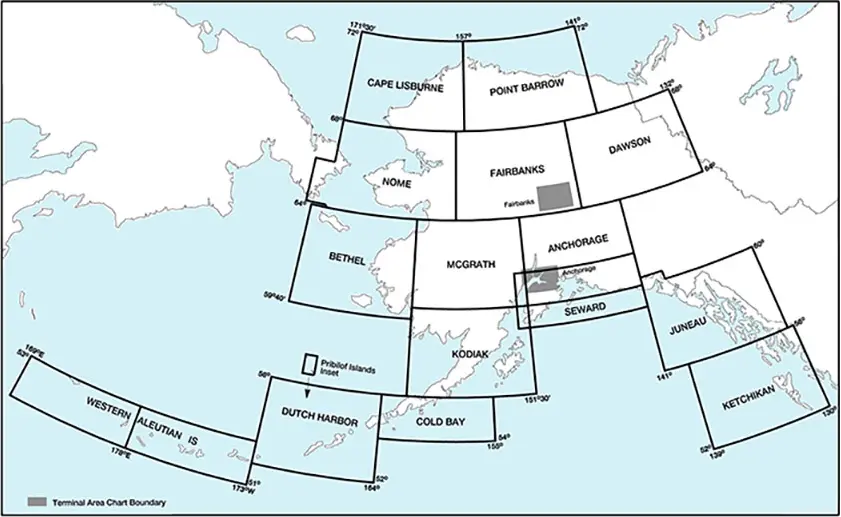 171°30'
72°
157°
141°
72°
CAPE LISBURNE
POINT BARROW
132°
68°
68°
DAWSON
FAIRBANKS
NOME
Fairbanks
64°
64°
ANCHORAGE
BETHEL
MCGRATH
60°
Anchorage
59°40'
SEWARD
JUNEAU
56°
KODIAK
169°E
53°
Pribilof Islands
Inset
56°
141°
KETCHIKAN
151°30'
WESTERN
ALEUTIAN IS
DUTCH HARBOR
COLD BAY
130°
54°
155°
52°
139°
178°E
51°
173°W
52°
164°
Terminal Area Chart Boundary